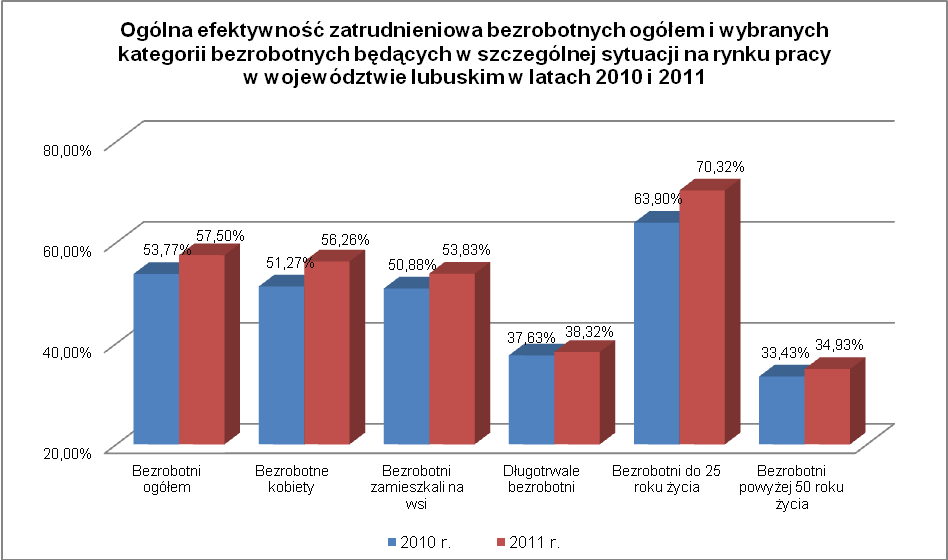 Ogólna efektywność zatrudnieniowa bezrobotnych ogółem i wybranych
kategorii bezrobotnych będących w szczególnej sytuacji na rynku pracy
w województwie lubuskim w latach 2010 i 2011
80,00%
60,00%
40,00%
20,00%
53,77%
57,50%
51,27%
56,26%
50,88%
53,83%
37,63%
38,32%
63,90%
70,32%
33,43%
34,93%
Bezrobotni
ogółem
Bezrobotne
kobiety
Bezrobotni
zamieszkali na
wsi
Długotrwale
bezrobotni
Bezrobotni do 25
roku życia
Bezrobotni
powyżej 50 roku
życia
2010 r.
2011 r.